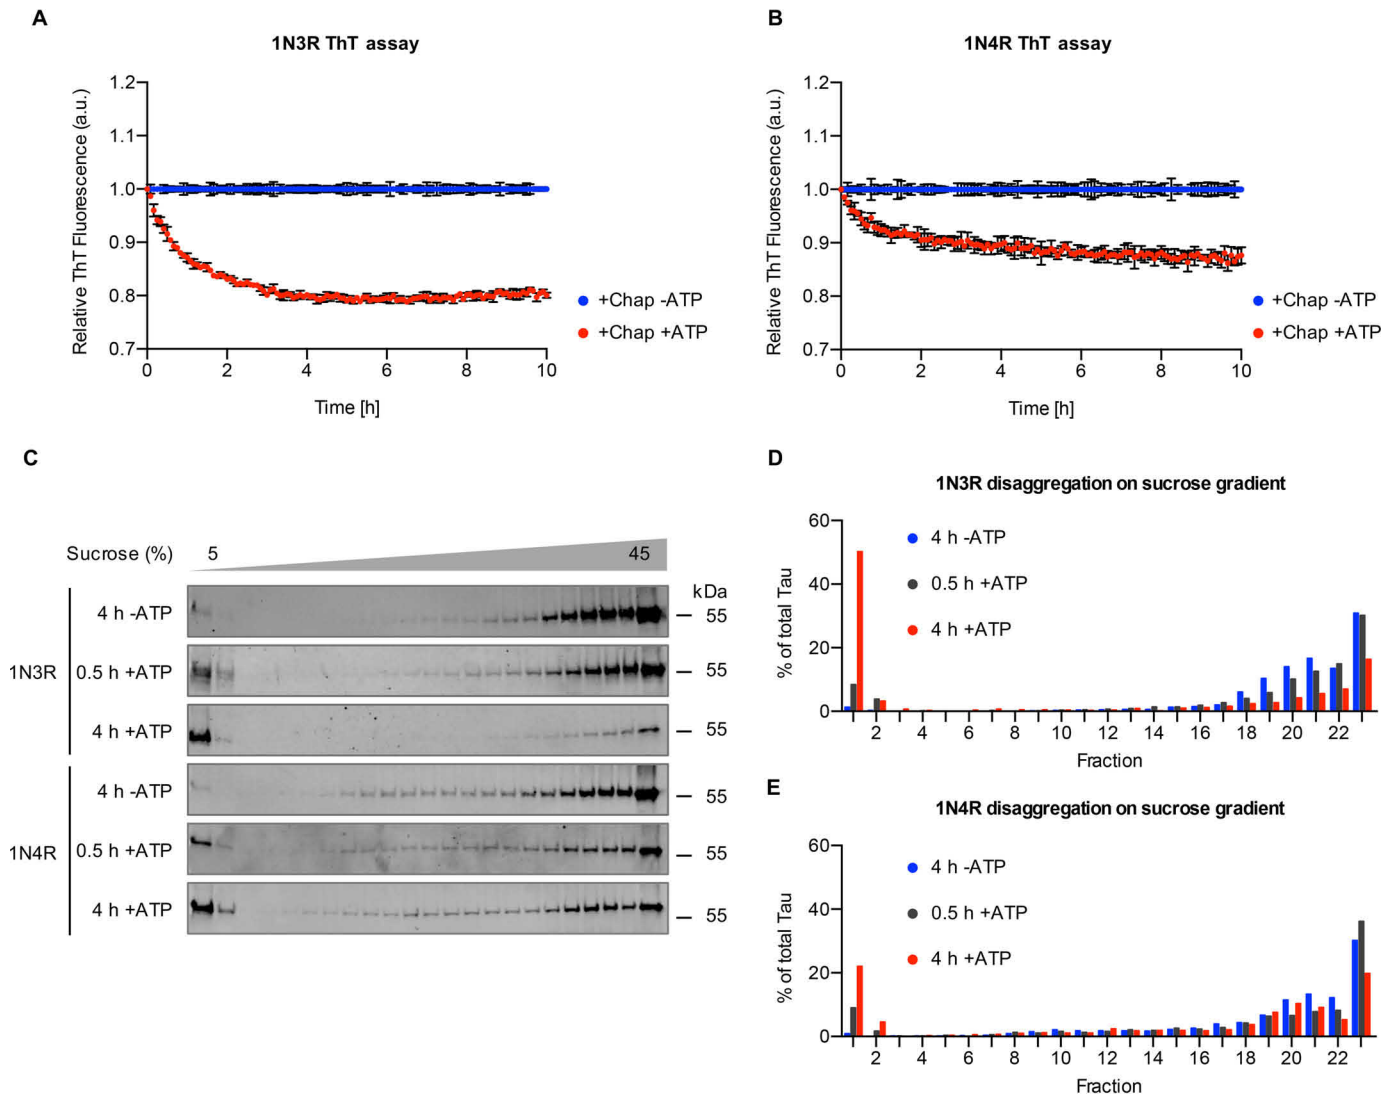 A
1N3R ThT assay
Relative ThT Fluorescence (a.u.)
1.2
1.1
1.0
0.9
0.8
0.7
0 2 4 6 8 10
Time [h]
+Chap -ATP
+Chap +ATP
B
1N4R ThT assay
Relative ThT Fluorescence (a.u.)
1.2
1.1
1.0
0.9
0.8
0.7
0 2 4 6 8 10
Time [h]
+Chap -ATP
+Chap +ATP
C
Sucrose (%) 5 45
kDa
1N3R
4 h -ATP 55
0.5 h +ATP 55
4 h +ATP 55
1N4R
4 h -ATP 55
0.5 h +ATP 55
4 h +ATP 55
D
1N3R disaggregation on sucrose gradient
% of total Tau
60
40
20
0
4 h -ATP
0.5 h +ATP
4 h +ATP
2 4 6 8 10 12 14 16 18 20 22
Fraction
E
1N4R disaggregation on sucrose gradient
% of total Tau
60
40
20
0
4 h -ATP
0.5 h +ATP
4 h +ATP
2 4 6 8 10 12 14 16 18 20 22
Fraction